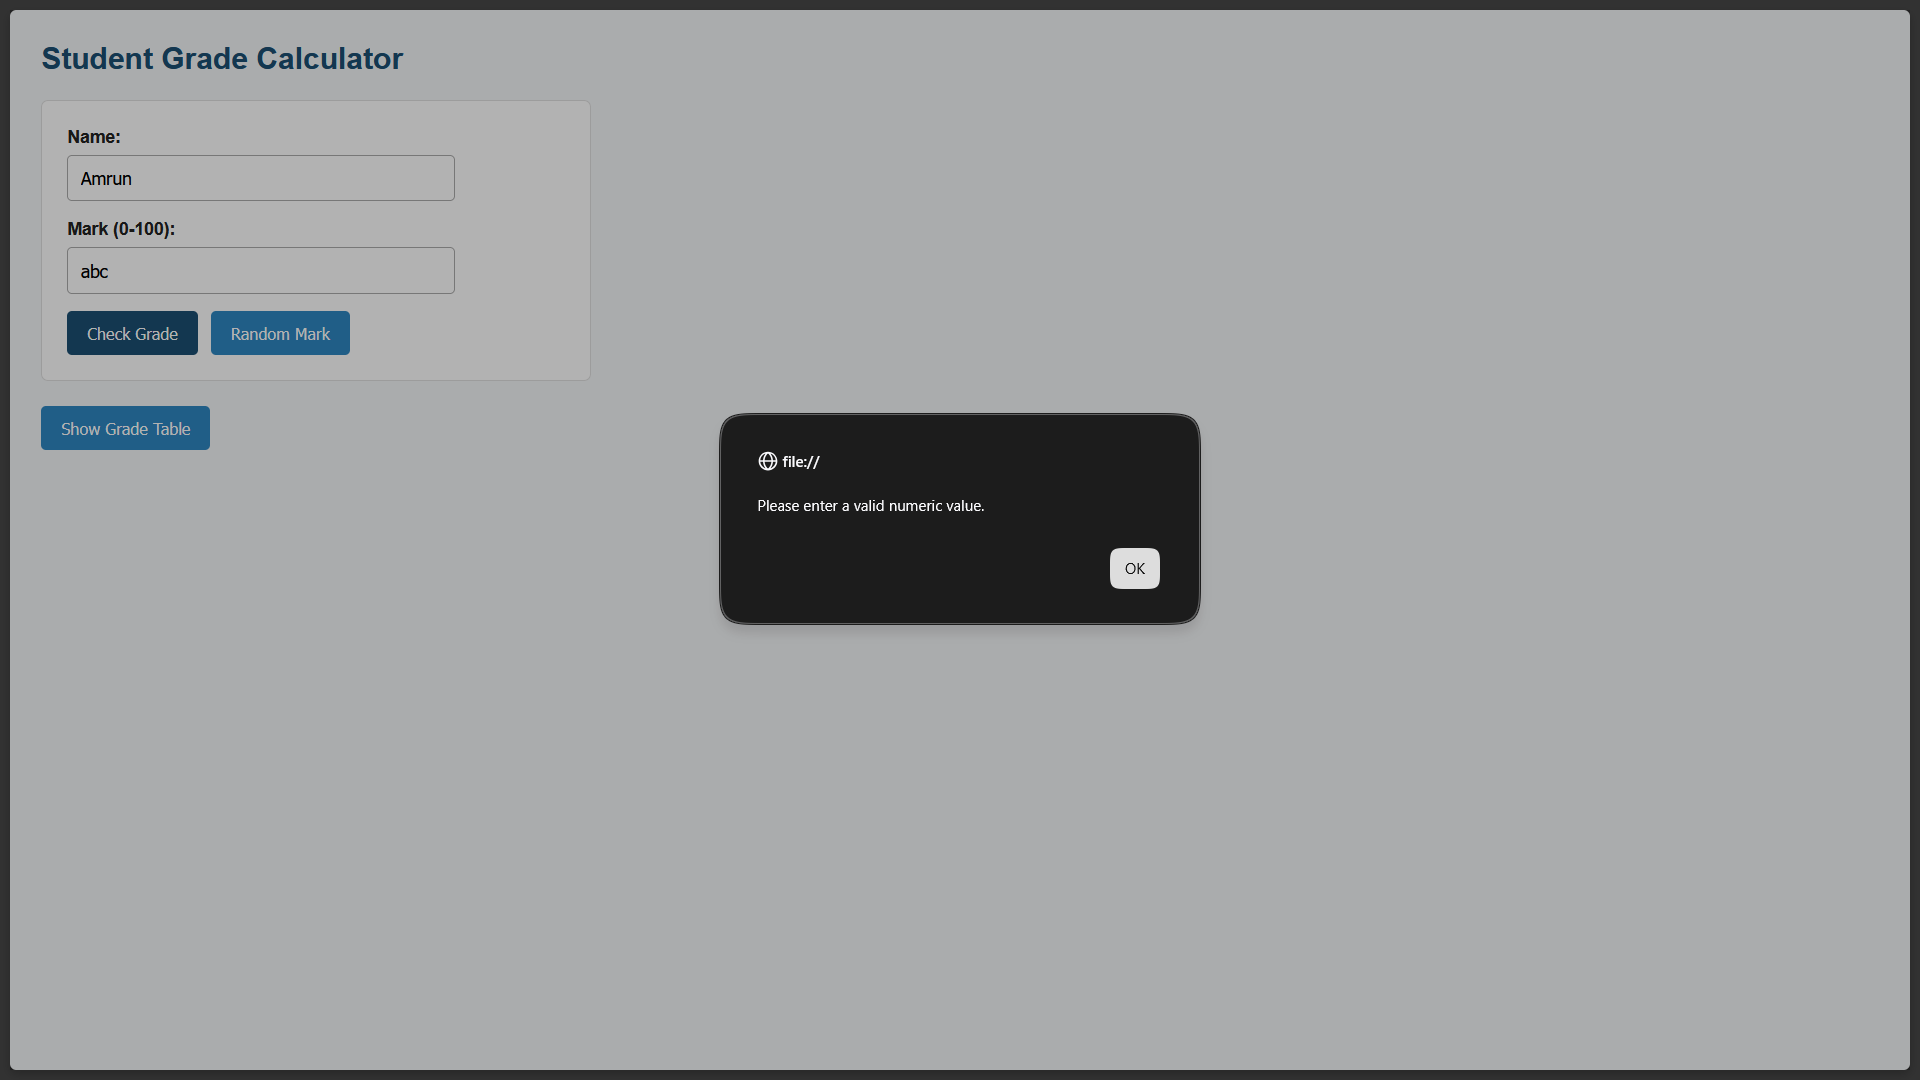 Student Grade Calculator
Name:
Amrun
Mark (0-100):
abc
Check Grade
Random Mark
Show Grade Table
file://
Please enter a valid numeric value.
OK